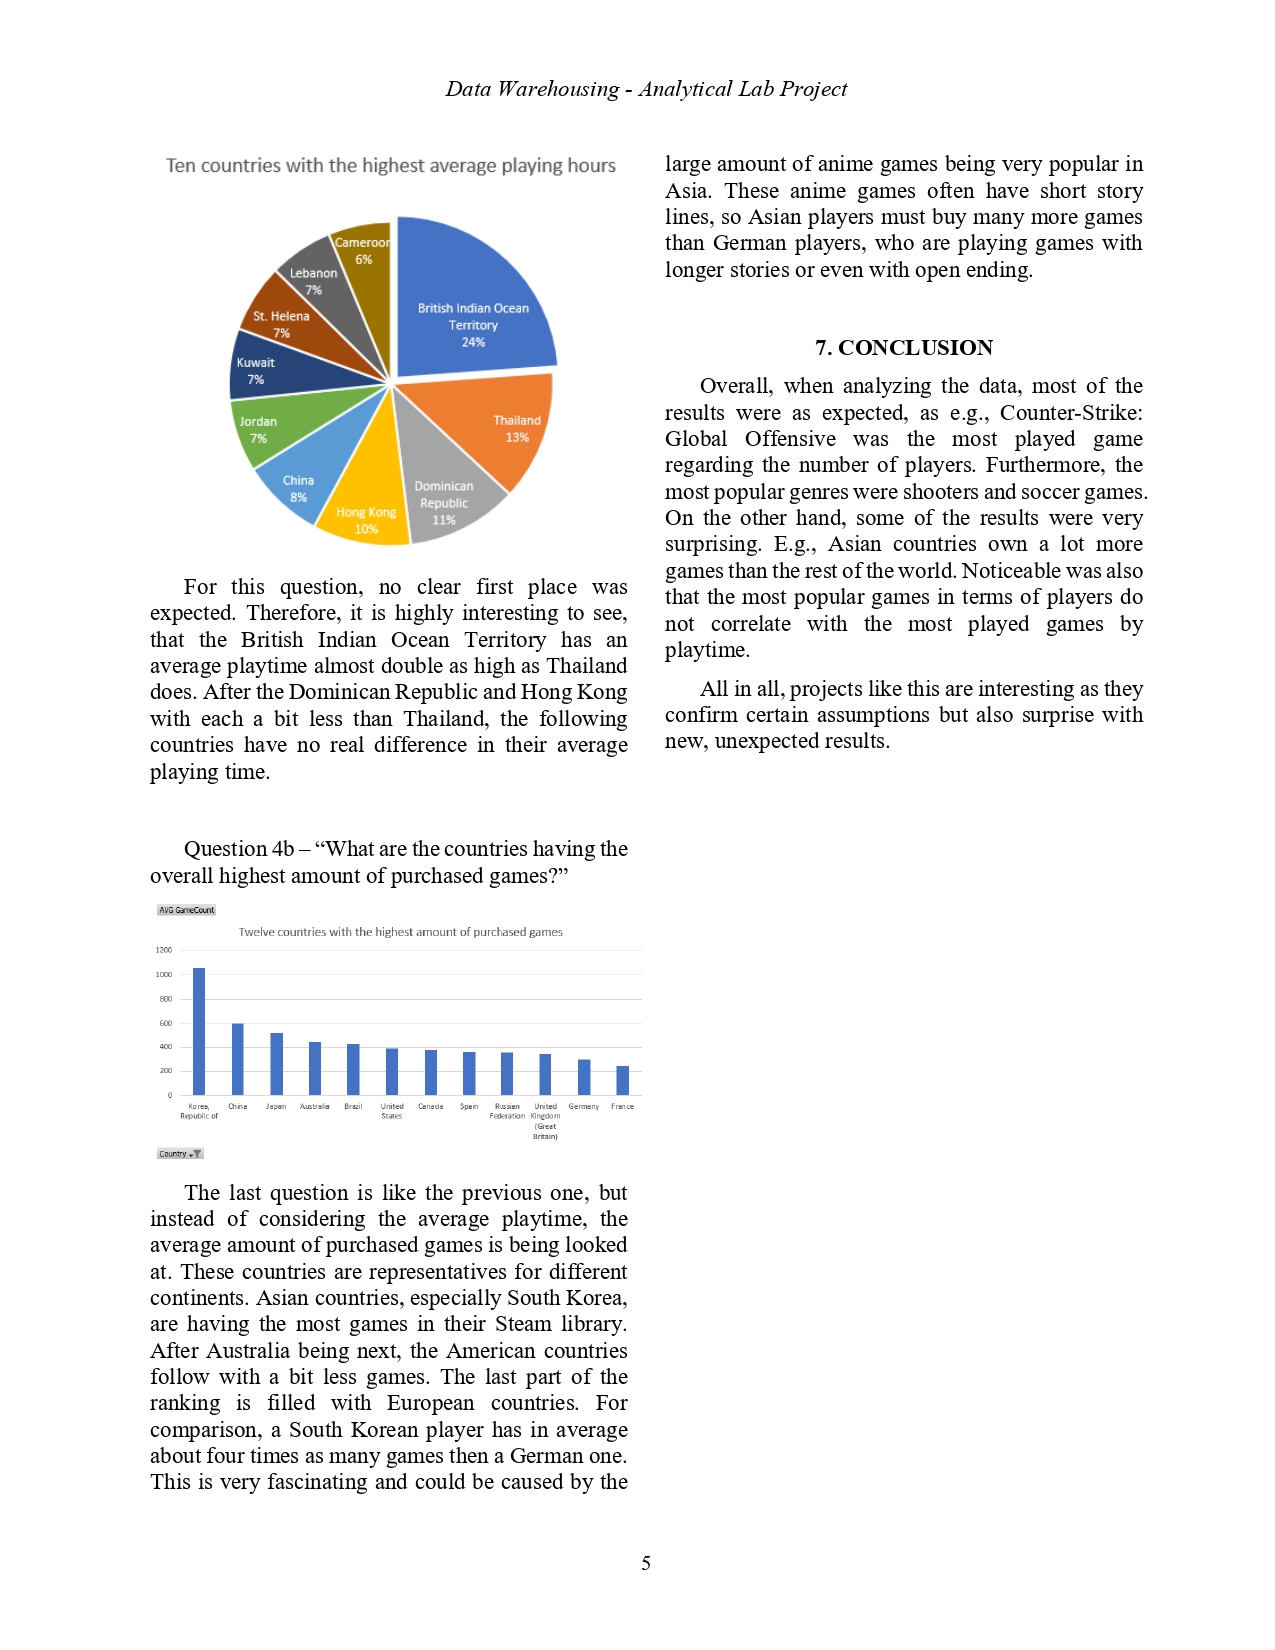 Data Warehousing - Analytical Lab Project
Ten countries with the highest average playing hours
British Indian Ocean
Territory
24%
Thailand
13%
Dominican
Republic
11%
Hong Kong
10%
China
8%
Jordan
7%
Kuwait
7%
St. Helena
7%
Lebanon
7%
Cameroon
6%
For this question, no clear first place was
expected. Therefore, it is highly interesting to see,
that the British Indian Ocean Territory has an
average playtime almost double as high as Thailand
does. After the Dominican Republic and Hong Kong
with each a bit less than Thailand, the following
countries have no real difference in their average
playing time.
Question 4b – “What are the countries having the
overall highest amount of purchased games?”
AVG GameCount
Twelve countries with the highest amount of purchased games
1200
1000
800
600
400
200
0
Korea,
Republic of
China
Japan
Australia
Brazil
United
States
Canada
Spain
Russian
Federation
United
Kingdom
(Great
Britain)
Germany
France
Country
The last question is like the previous one, but
instead of considering the average playtime, the
average amount of purchased games is being looked
at. These countries are representatives for different
continents. Asian countries, especially South Korea,
are having the most games in their Steam library.
After Australia being next, the American countries
follow with a bit less games. The last part of the
ranking is filled with European countries. For
comparison, a South Korean player has in average
about four times as many games then a German one.
This is very fascinating and could be caused by the
large amount of anime games being very popular in
Asia. These anime games often have short story
lines, so Asian players must buy many more games
than German players, who are playing games with
longer stories or even with open ending.
7. CONCLUSION
Overall, when analyzing the data, most of the
results were as expected, as e.g., Counter-Strike:
Global Offensive was the most played game
regarding the number of players. Furthermore, the
most popular genres were shooters and soccer games.
On the other hand, some of the results were very
surprising. E.g., Asian countries own a lot more
games than the rest of the world. Noticeable was also
that the most popular games in terms of players do
not correlate with the most played games by
playtime.
All in all, projects like this are interesting as they
confirm certain assumptions but also surprise with
new, unexpected results.
5